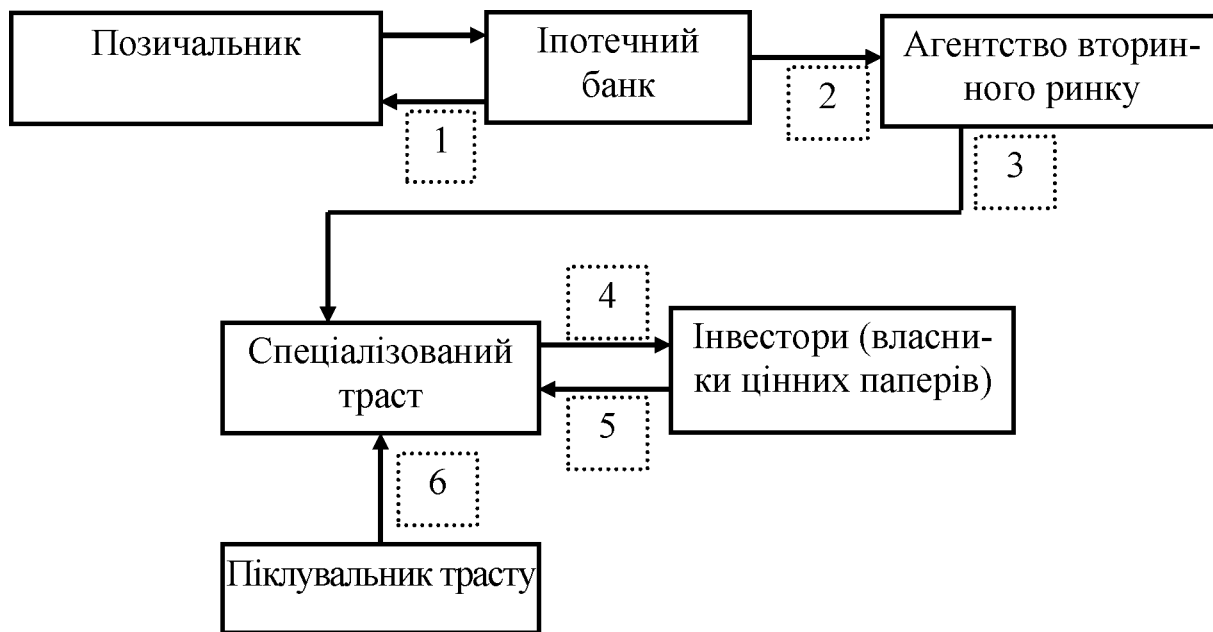 Позичальник
Іпотечний
банк
Агентство вторин-
ного ринку
1
2
3
4
Спеціалізований
траст
Інвестори (власни-
ки цінних паперів)
5
6
Піклувальник трасту